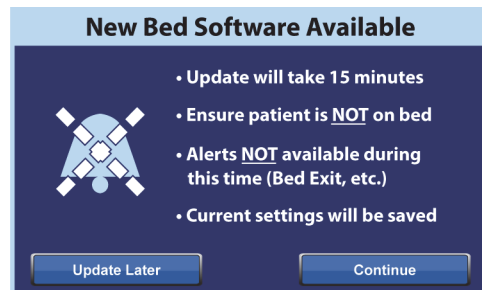 New Bed Software Available
• Update will take 15 minutes
• Ensure patient is NOT on bed
• Alerts NOT available during
this time (Bed Exit, etc.)
• Current settings will be saved
Update Later
Continue